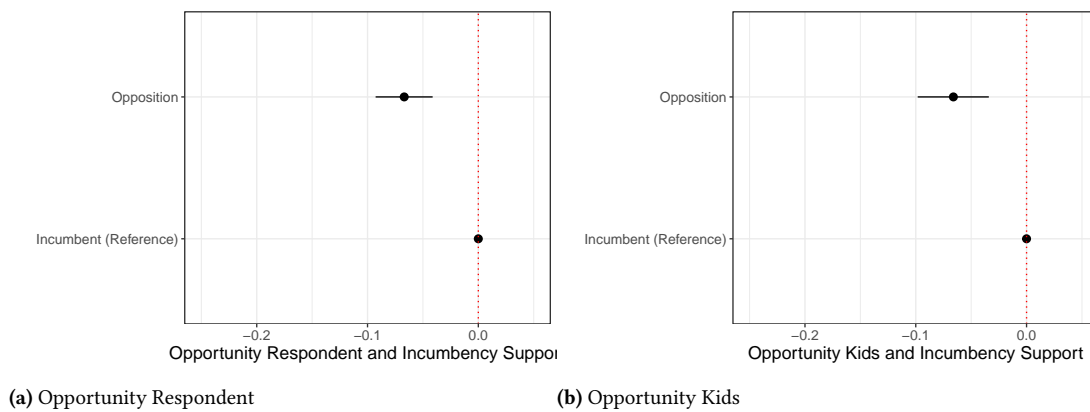 Opposition
Incumbent (Reference)
−0.2 −0.1 0.0
Opportunity Respondent and Incumbency Suppor
(a) Opportunity Respondent
Opposition
Incumbent (Reference)
−0.2 −0.1 0.0
Opportunity Kids and Incumbency Support
(b) Opportunity Kids